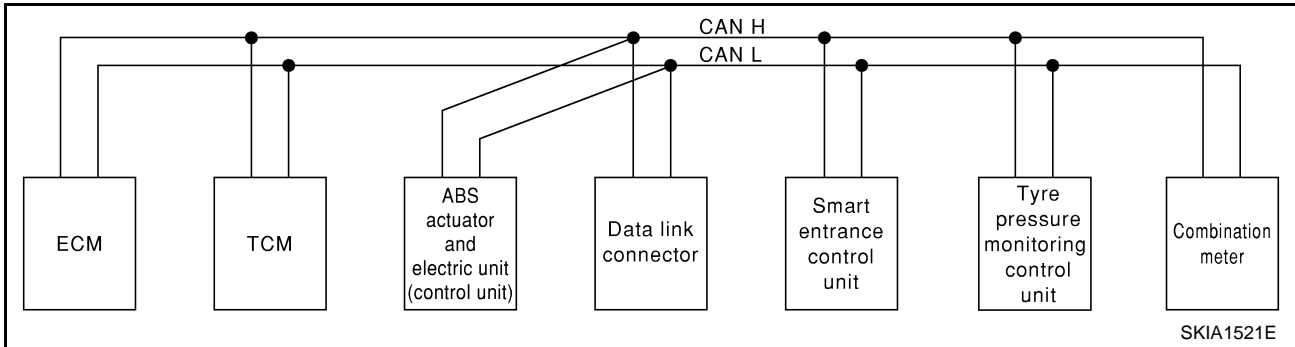 CAN H
CAN L
ECM
TCM
ABS
actuator
and
electric unit
(control unit)
Data link
connector
Smart
entrance
control
unit
Tyre
pressure
monitoring
control
unit
Combination
meter
SKIA1521E